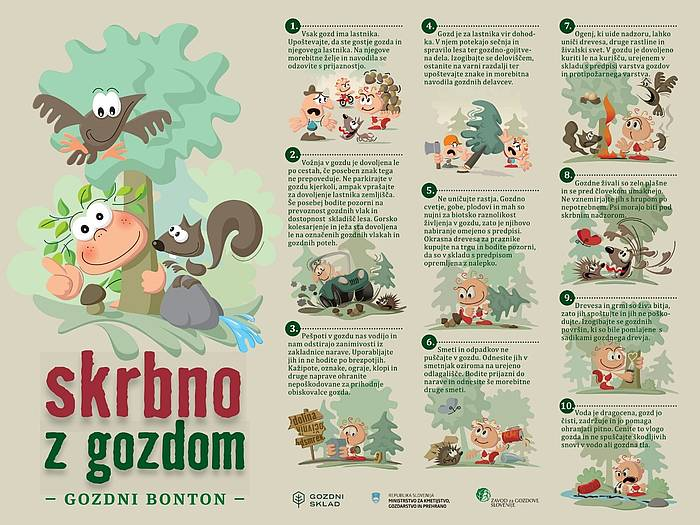 skrbno
z gozdom
– GOZDNI BONTON –
1.
Vsak gozd ima lastnika.
Upoštevajte, da ste gostje gozda in
njegovega lastnika. Na njegove
morebitne želje in navodila se
odzovite s prijaznostjo.
2.
Vožnja v gozdu je dovoljena le
po cestah, če poseben znak tega
ne prepoveduje. Ne parkirajte v
gozdu kjerkoli, ampak vprašajte
za dovoljenje lastnika zemljišča.
Še posebej bodite pozorni na
prevoznost gozdnih vlak in
dostopnost skladišč lesa. Gorsko
kolesarjenje in ježa sta dovoljena
le na označenih gozdnih vlakah in
gozdnih poteh.
3.
Pešpoti v gozdu nas vodijo in
nam odstirajo zanimivosti iz
zakladnice narave. Uporabljajte
jih in ne hodite po brezpotjih.
Kažipote, oznake, ograje, klopi in
druge naprave ohranite
nepoškodovane za prihodnje
obiskovalce gozda.
dolina
4.
Gozd je za lastnika vir dohod-
ka. V njem potekajo sečnja in
spravilo lesa ter gozdno-gojitve-
na dela. Izogibajte se deloviščem,
ostanite na varni razdalji ter
upoštevajte znake in morebitna
navodila gozdnih delavcev.
5.
Ne uničujte rastja. Gozdno
cvetje, gobe, plodovi in mah so
nujni za biotsko raznolikost
življenja v gozdu, zato je njihovo
nabiranje omejeno s predpisi.
Okrasna drevesa za praznike
kupujte na trgu in bodite pozorni,
da so v skladu s predpisom
opremljena z nalepko.
6.
Smeti in odpadkov ne
puščajte v gozdu. Odnesite jih v
smetnjak oziroma na urejeno
odlagališče. Bodite prijazni do
narave in odnesite še morebitne
druge smeti.
7.
Ogenj, ki uide nadzoru, lahko
uniči drevesa, druge rastline in
živalski svet. V gozdu je dovoljeno
kuriti le na kurišču, urejenem v
skladu s predpisi varstva gozdov
in protipožarnega varstva.
8.
Gozdne živali so zelo plašne
in se pred človekom umaknejo.
Ne vznemirjajte jih s hrupom po
nepotrebnem. Psi morajo biti pod
skrbnim nadzorom.
9.
Drevesa in grmi so živa bitja,
zato jih spoštujte in jih ne poško-
dujte. Izogibajte se gozdnih
površin, ki so bile pomlajene s
sadikami gozdnega drevja.
10.
Voda je dragocena, gozd jo
čisti, zadržuje in jo pomaga
ohranjati pitno. Cenite to vlogo
gozda in ne spuščajte škodljivih
snovi v vodo ali gozdna tla.
GOZDNI
SKLAD
REPUBLIKA SLOVENIJA
MINISTRSTVO ZA KMETIJSTVO,
GOZDARSTVO IN PREHRANO
ZAVOD za GOZDOVE
SLOVENIJE